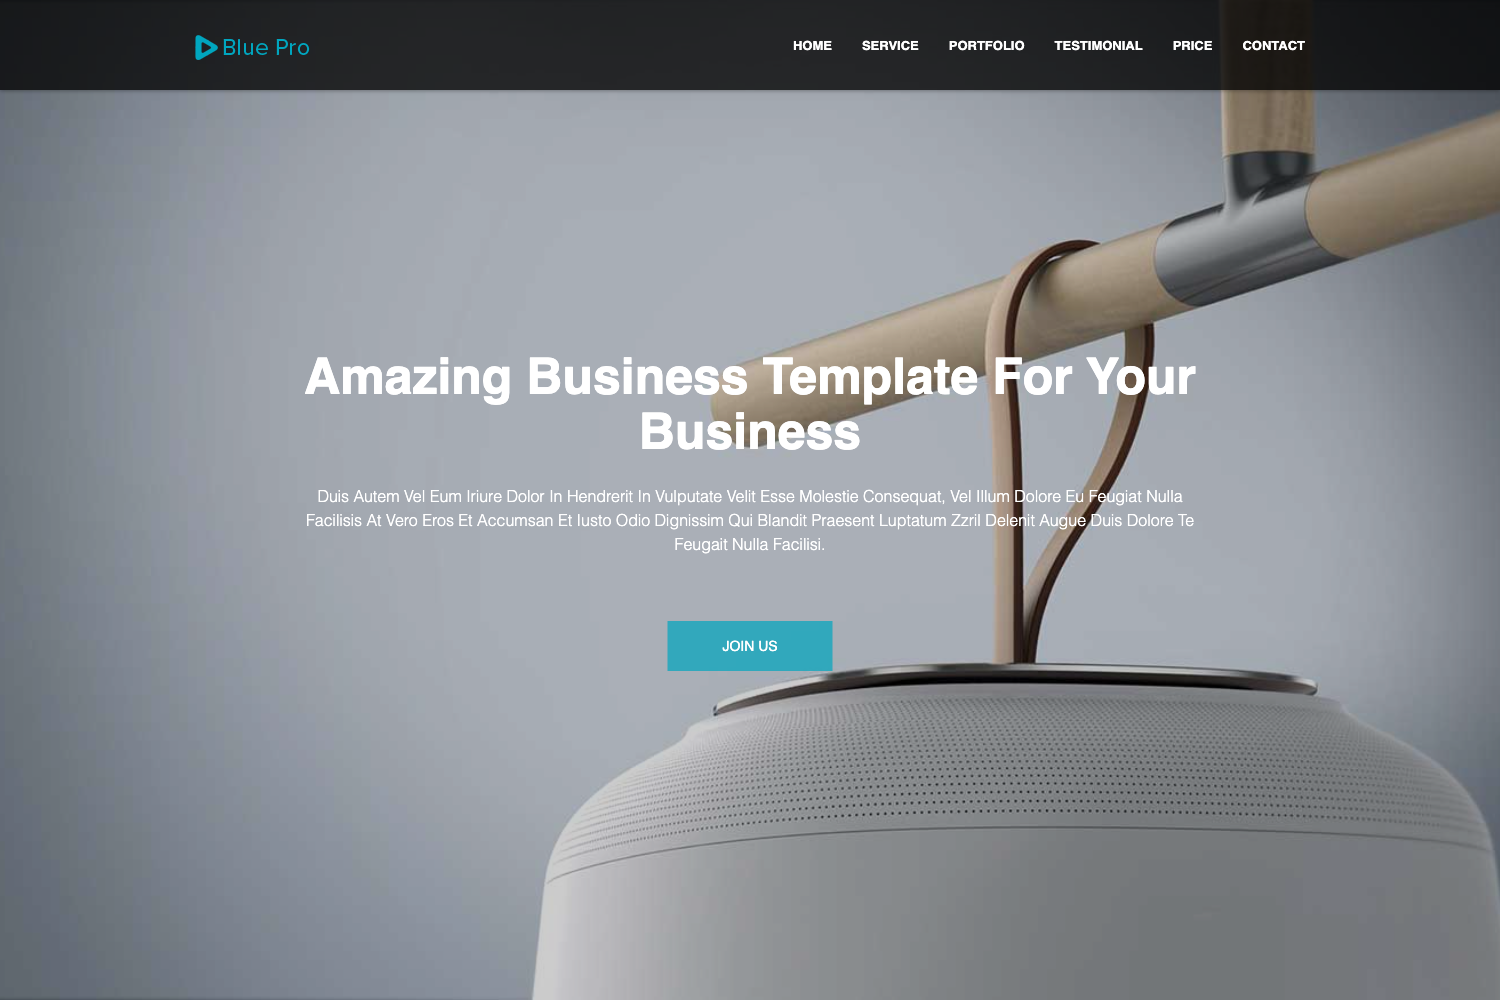 Blue Pro
HOME SERVICE PORTFOLIO TESTIMONIAL PRICE CONTACT
Amazing Business Template For Your
Business
Duis Autem Vel Eum Iriure Dolor In Hendrerit In Vulputate Velit Esse Molestie Consequat, Vel Illum Dolore Eu Feugiat Nulla
Facilisis At Vero Eros Et Accumsan Et Iusto Odio Dignissim Qui Blandit Praesent Luptatum Zzril Delenit Augue Duis Dolore Te
Feugait Nulla Facilisi.
JOIN US